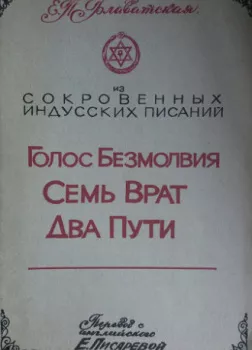 Е.П. Блаватская.
из
СОКРОВЕННЫХ
ИНДУССКИХ ПИСАНИЙ
Голос Безмолвия
Семь Врат
Два Пути
Перевод с
английского
Е. Писаревой